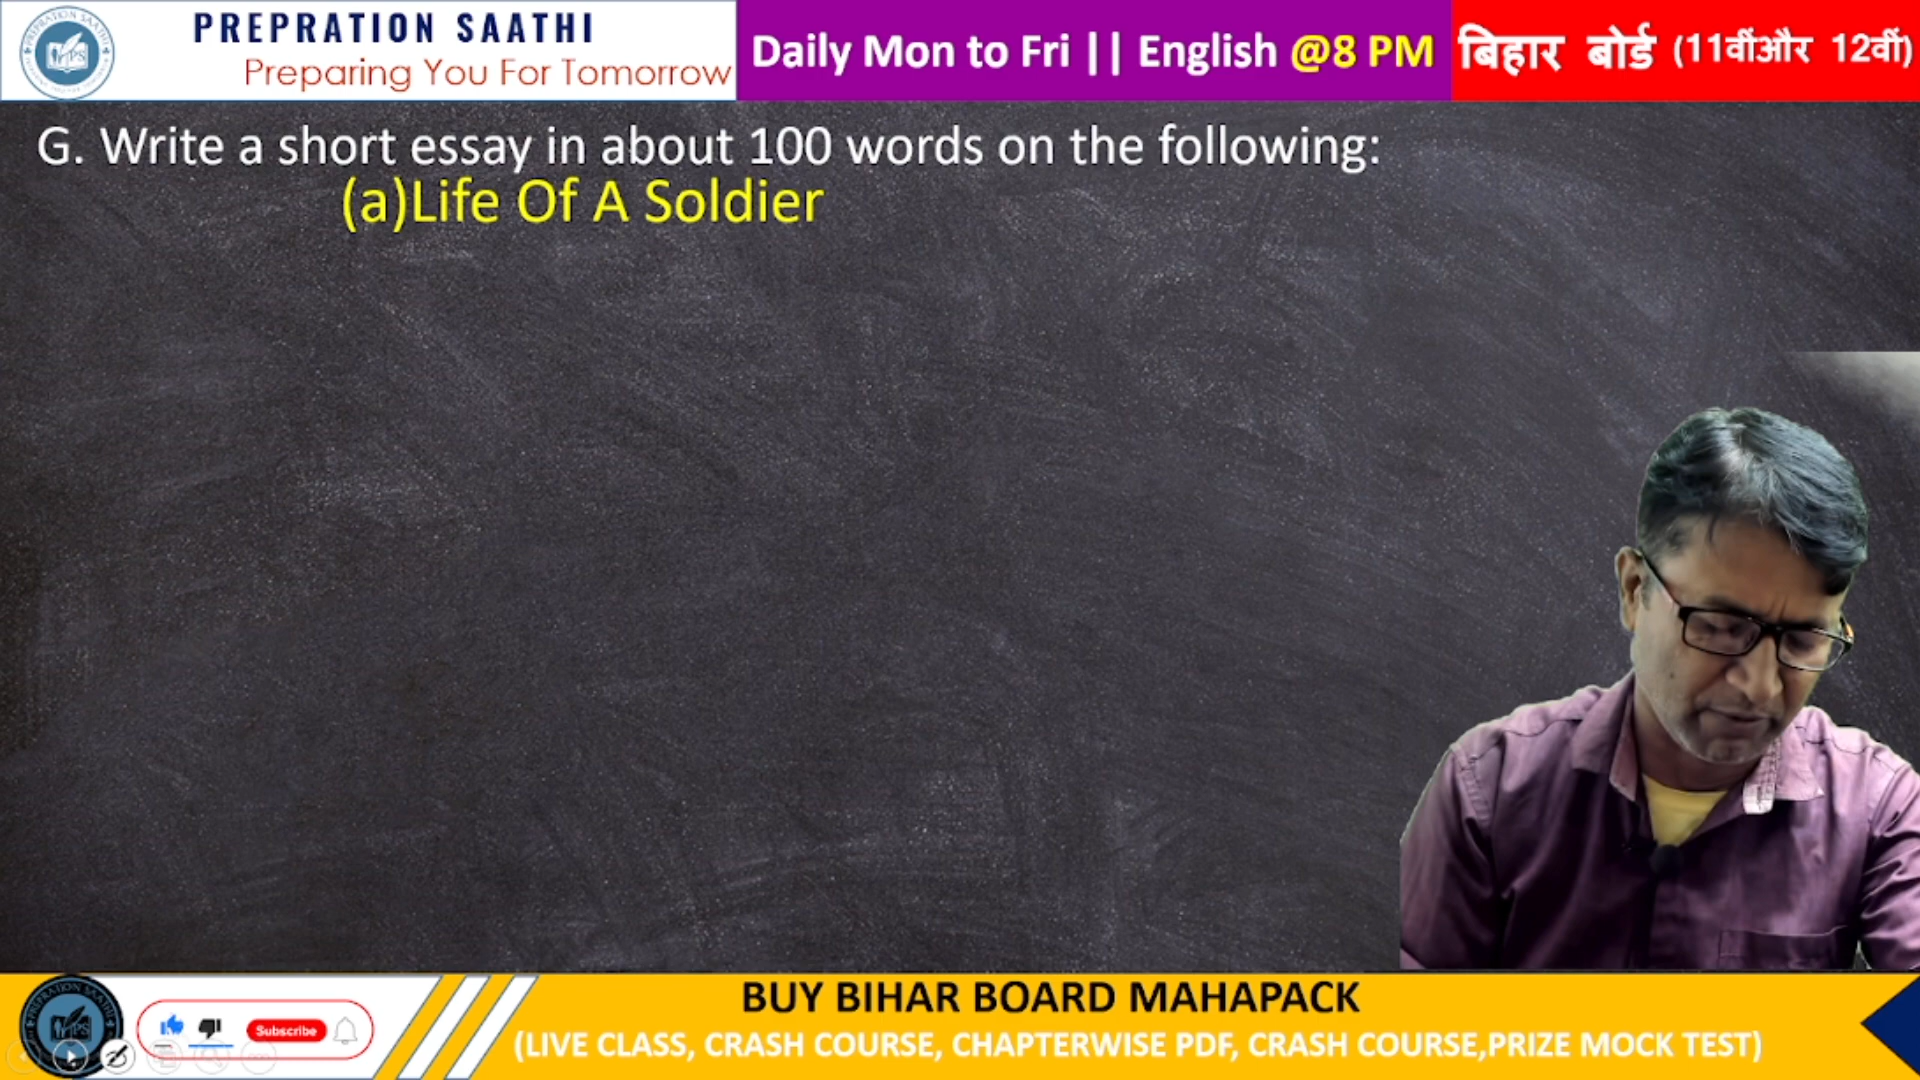 PREPRATION SAATHI
Preparing You For Tomorrow
Daily Mon to Fri || English @8 PM
बिहार बोर्ड (11वींऔर 12वीं)
G. Write a short essay in about 100 words on the following:
(a)Life Of A Soldier
BUY BIHAR BOARD MAHAPACK
Subscribe
(LIVE CLASS, CRASH COURSE, CHAPTERWISE PDF, CRASH COURSE,PRIZE MOCK TEST)